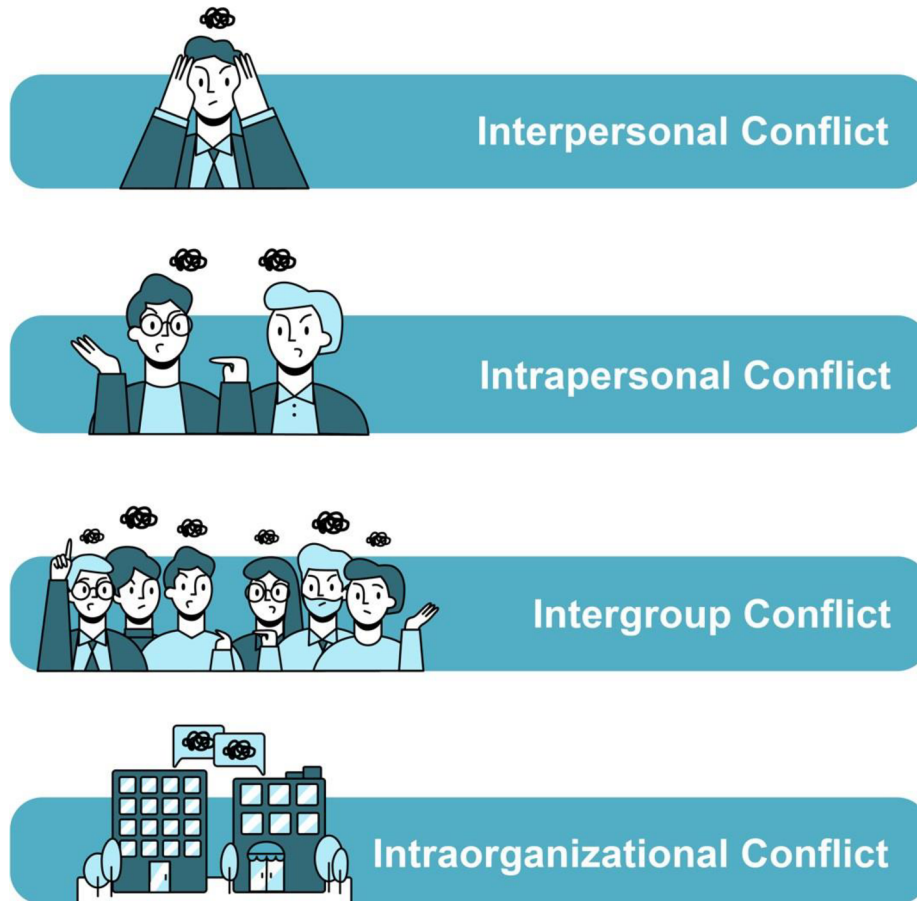 Interpersonal Conflict
Intrapersonal Conflict
Intergroup Conflict
Intraorganizational Conflict